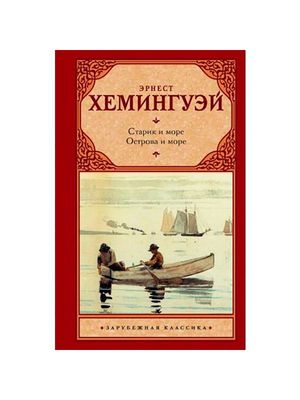 ЭРНЕСТ
ХЕМИНГУЭЙ
Старик и море
Острова и море
ЗАРУБЕЖНАЯ КЛАССИКА